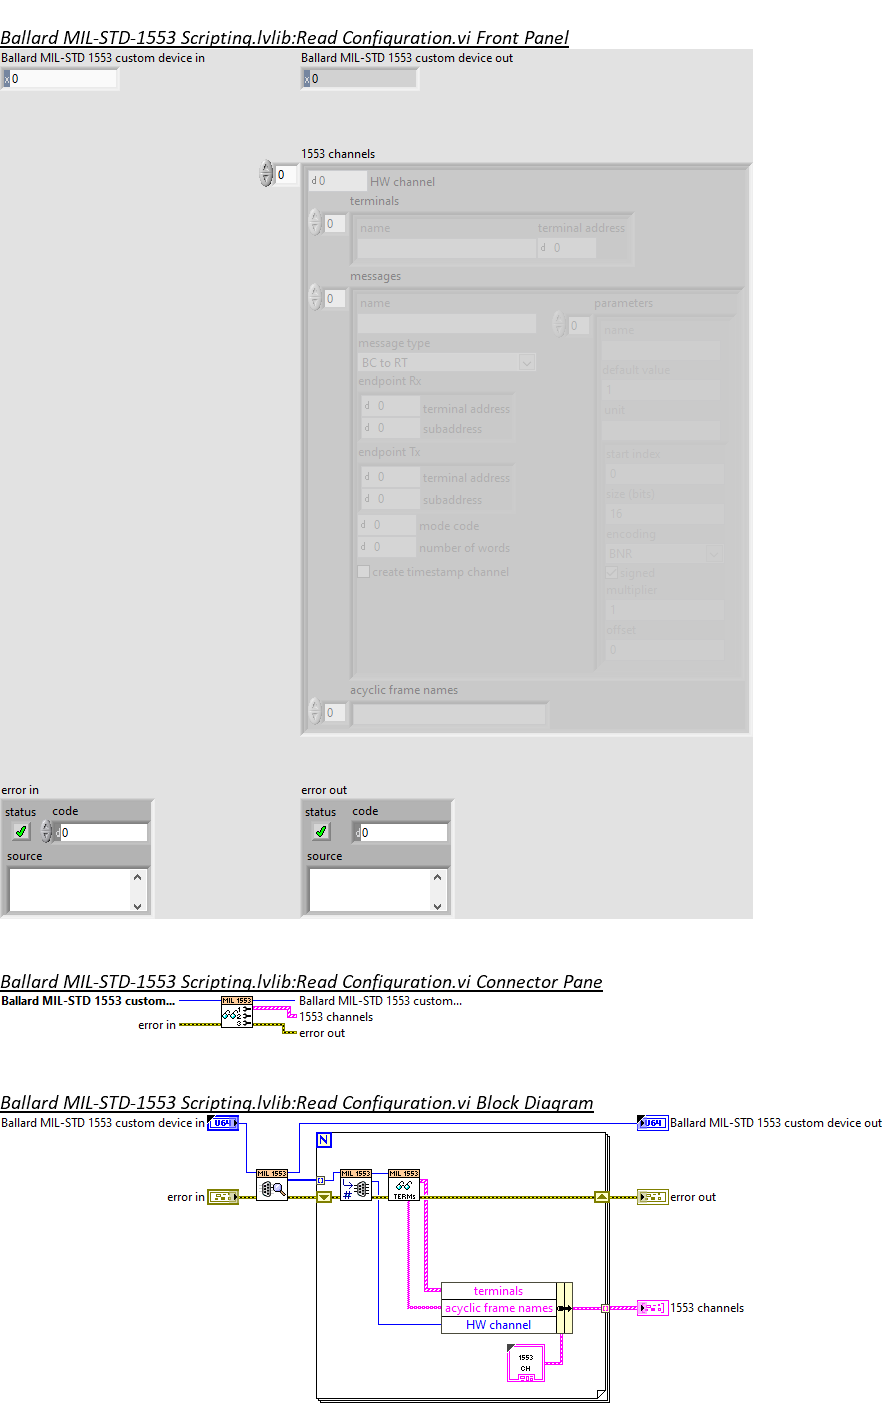 Ballard MIL-STD-1553 Scripting.lvlib:Read Configuration.vi Front Panel
Ballard MIL-STD 1553 custom device in
Ballard MIL-STD 1553 custom device out
x 0
x 0
1553 channels
0
d 0 HW channel
terminals
0
name terminal address
d 0
messages
0
name
parameters
0
name
message type
BC to RT
default value
1
endpoint Rx
d 0 terminal address
d 0 subaddress
unit
endpoint Tx
start index
0
d 0 terminal address
d 0 subaddress
size (bits)
16
d 0 mode code
encoding
BNR
d 0 number of words
create timestamp channel
signed
multiplier
1
offset
0
acyclic frame names
0
error in
status code
d 0
source
error out
status code
d 0
source
Ballard MIL-STD-1553 Scripting.lvlib:Read Configuration.vi Connector Pane
Ballard MIL-STD 1553 custom...
MIL 1553
1
2
3
Ballard MIL-STD 1553 custom...
1553 channels
error in
error out
Ballard MIL-STD-1553 Scripting.lvlib:Read Configuration.vi Block Diagram
Ballard MIL-STD 1553 custom device in
U64
U64
Ballard MIL-STD 1553 custom device out
N
MIL 1553
MIL 1553
MIL 1553
#
TERMs
error in
error out
terminals
acyclic frame names
HW channel
1553 channels
1553
CH